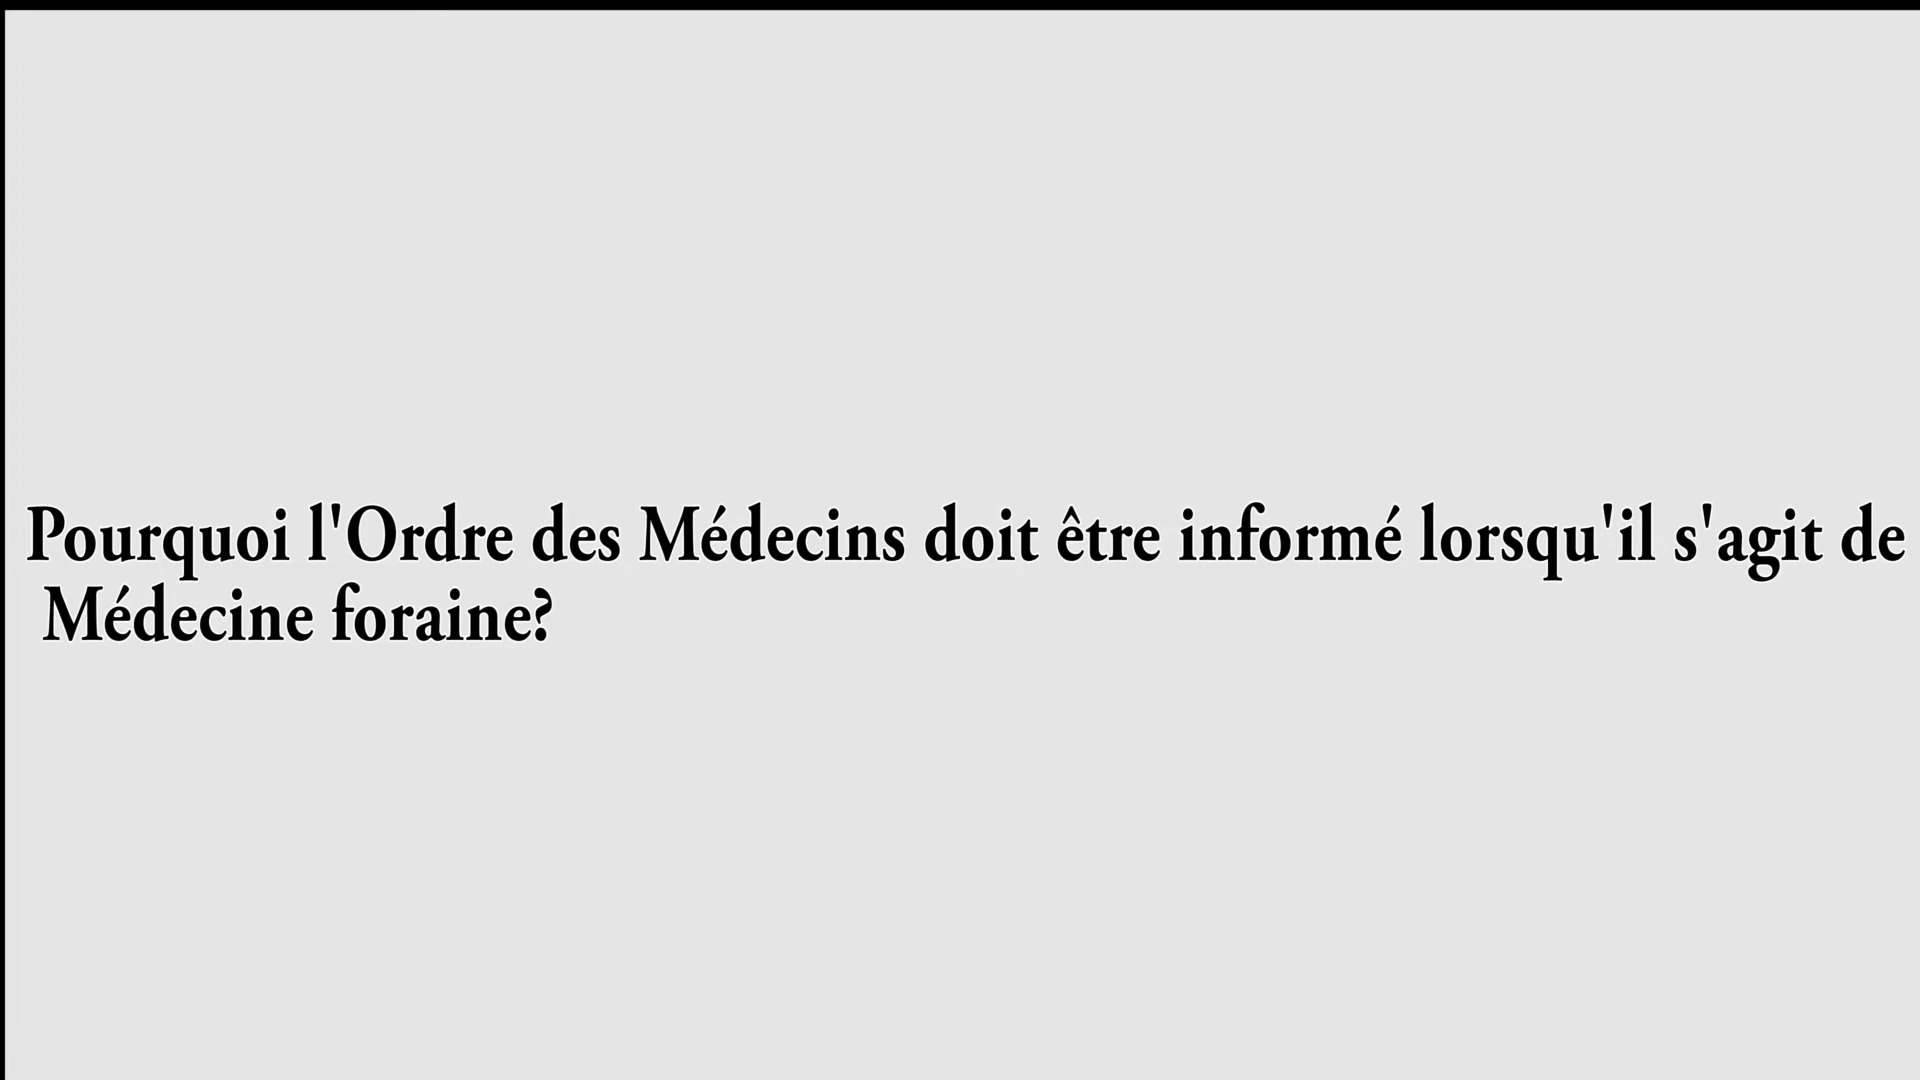 Pourquoi l'Ordre des Médecins doit être informé lorsqu'il s'agit de
Médecine foraine?